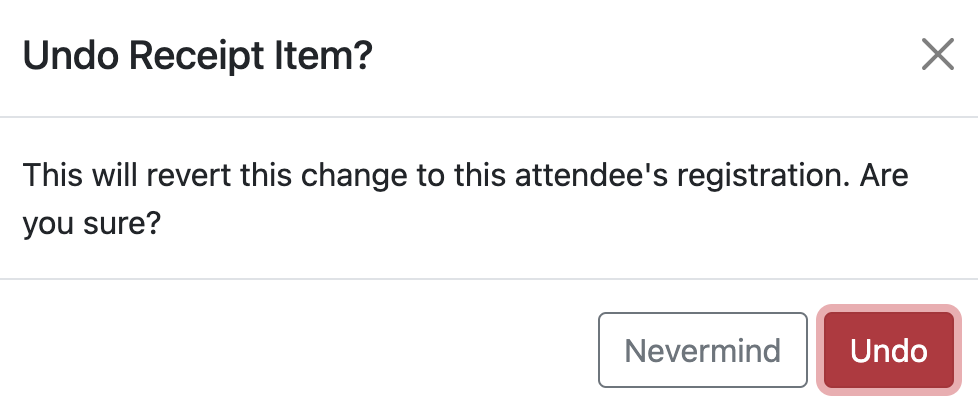 Undo Receipt Item?
This will revert this change to this attendee's registration. Are
you sure?
Nevermind
Undo